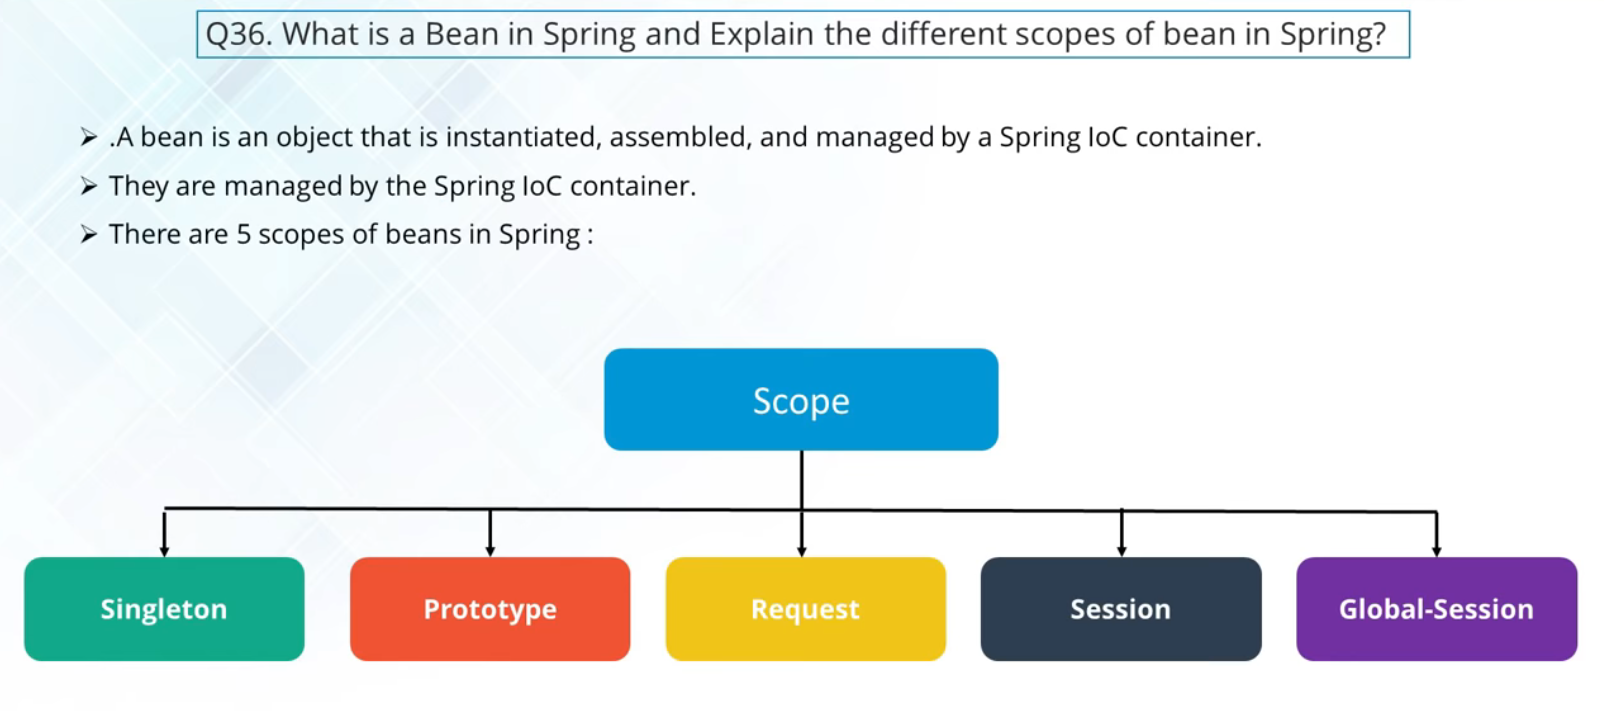 Q36. What is a Bean in Spring and Explain the different scopes of bean in Spring?
➢ .A bean is an object that is instantiated, assembled, and managed by a Spring IoC container.
➢ They are managed by the Spring IoC container.
➢ There are 5 scopes of beans in Spring :
Scope
Singleton
Prototype
Request
Session
Global-Session